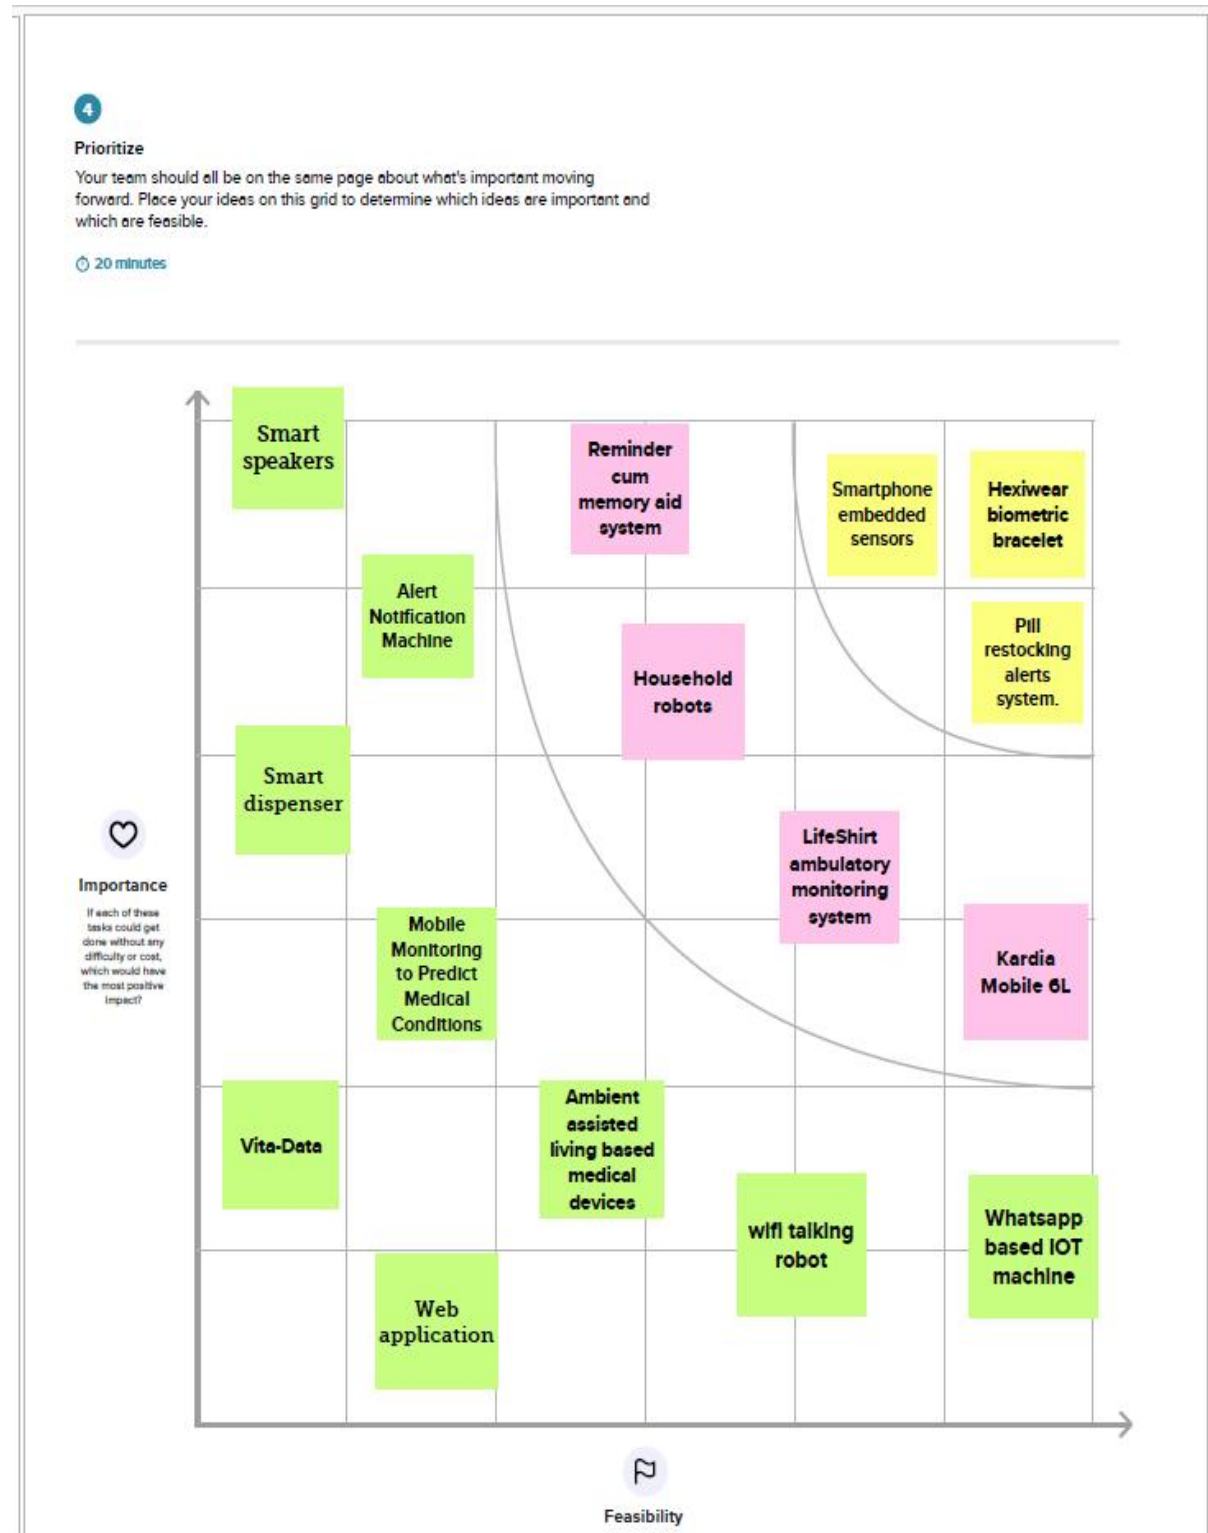 4
Prioritize
Your team should all be on the same page about what's important moving
forward. Place your ideas on this grid to determine which ideas are important and
which are feasible.
20 minutes
Smart
speakers
Reminder
cum
memory aid
system
Smartphone
embedded
sensors
Hexiwear
biometric
bracelet
Alert
Notification
Machine
Pill
restocking
alerts
system.
Household
robots
Smart
dispenser
LifeShirt
ambulatory
monitoring
system
Importance
If each of these
tasks could get
done without any
difficulty or cost,
which would have
the most positive
impact?
Mobile
Monitoring
to Predict
Medical
Conditions
Kardia
Mobile 6L
Vita-Data
Ambient
assisted
living based
medical
devices
wifi talking
robot
Whatsapp
based IOT
machine
Web
application
Feasibility